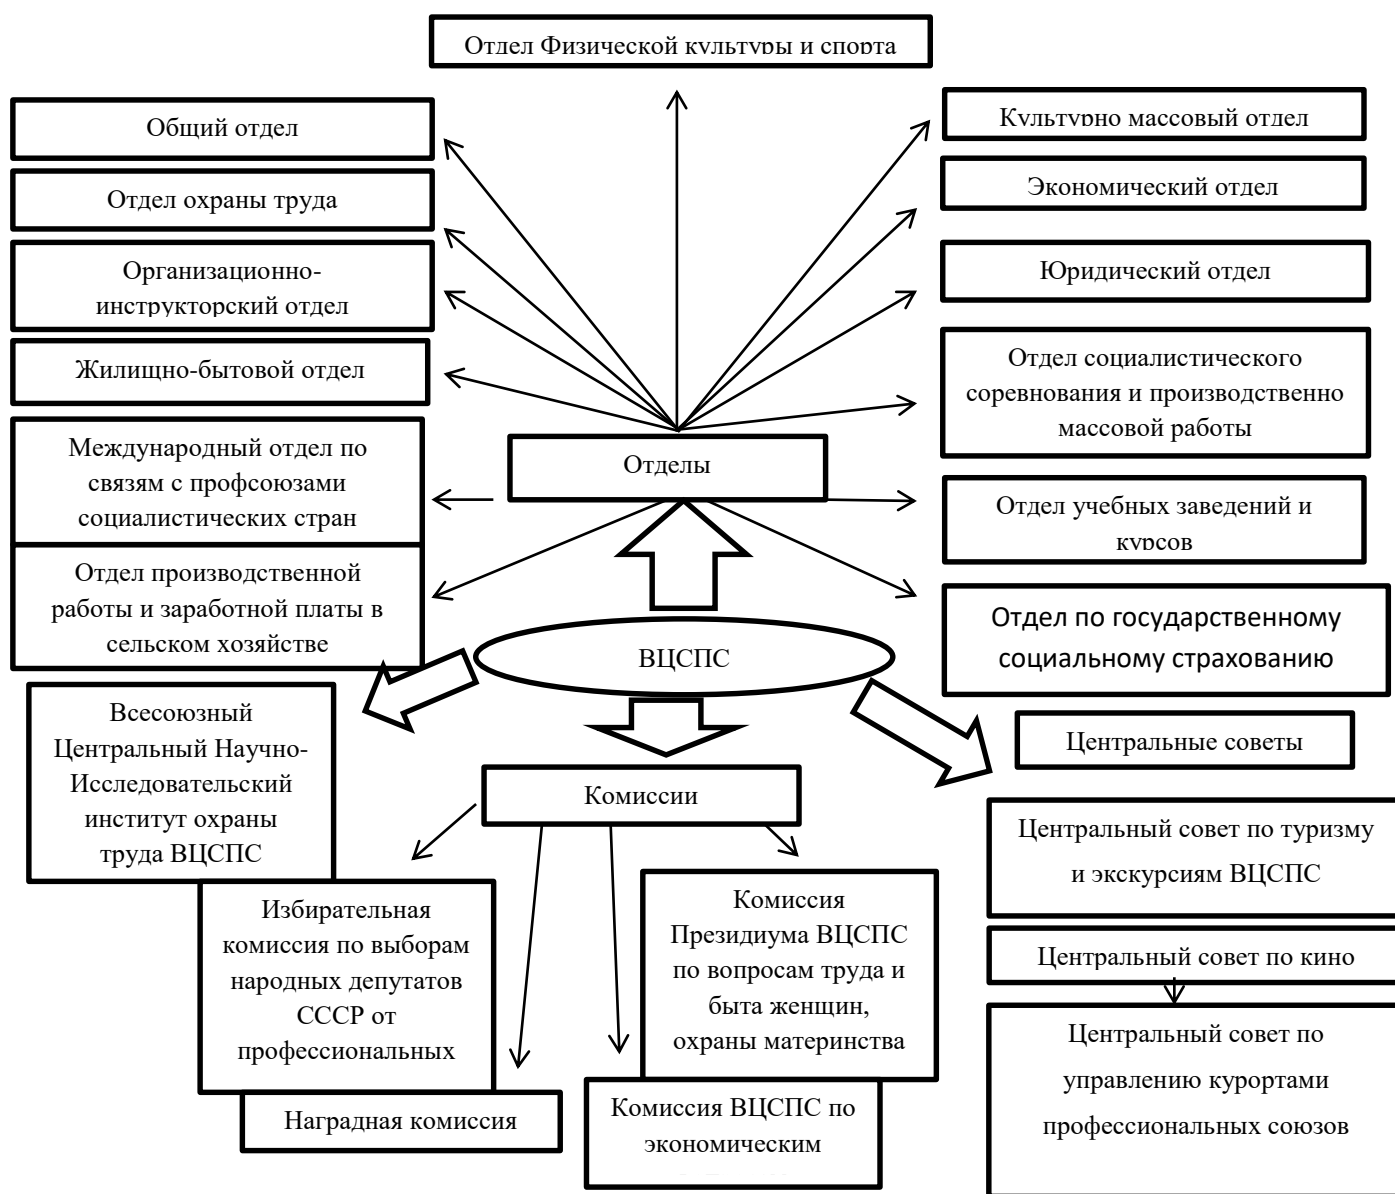 Отдел Физической культуры и спорта
Общий отдел
Отдел охраны труда
Организационно-
инструкторский отдел
Жилищно-бытовой отдел
Международный отдел по
связям с профсоюзами
социалистических стран
Отдел производственной
работы и заработной платы в
сельском хозяйстве
Культурно массовый отдел
Экономический отдел
Юридический отдел
Отдел социалистического
соревнования и производственно
массовой работы
Отдел учебных заведений и
курсов
Отдел по государственному
социальному страхованию
Отделы
ВЦСПС
Всесоюзный
Центральный Научно-
Исследовательский
институт охраны
труда ВЦСПС
Комиссии
Избирательная
комиссия по выборам
народных депутатов
СССР от
профессиональных
Наградная комиссия
Комиссия
Президиума ВЦСПС
по вопросам труда и
быта женщин,
охраны материнства
Комиссия ВЦСПС по
экономическим
Центральные советы
Центральный совет по туризму
и экскурсиям ВЦСПС
Центральный совет по кино
Центральный совет по
управлению курортами
профессиональных союзов